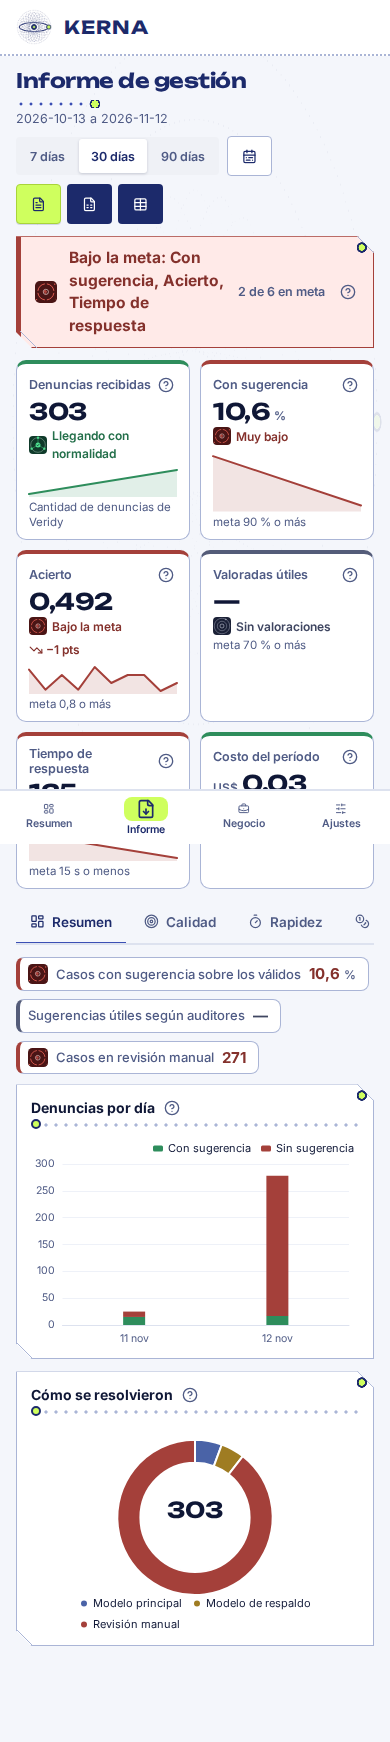 KERNA
Informe de gestión
2026-10-13 a 2026-11-12
7 días 30 días 90 días
Bajo la meta: Con
sugerencia, Acierto,
Tiempo de
respuesta
2 de 6 en meta
Denuncias recibidas
303
Llegando con
normalidad
Cantidad de denuncias de
Veridy
Con sugerencia
10,6 %
Muy bajo
meta 90 % o más
Acierto
0,492
Bajo la meta
−1 pts
meta 0,8 o más
Valoradas útiles
—
Sin valoraciones
meta 70 % o más
Tiempo de
respuesta
Costo del período
US$ 0,03
Resumen Informe Negocio Ajustes
meta 15 s o menos
Resumen Calidad Rapidez
Casos con sugerencia sobre los válidos 10,6 %
Sugerencias útiles según auditores —
Casos en revisión manual 271
Denuncias por día
Con sugerencia Sin sugerencia
300
250
200
150
100
50
0
11 nov 12 nov
Cómo se resolvieron
303
Modelo principal Modelo de respaldo
Revisión manual